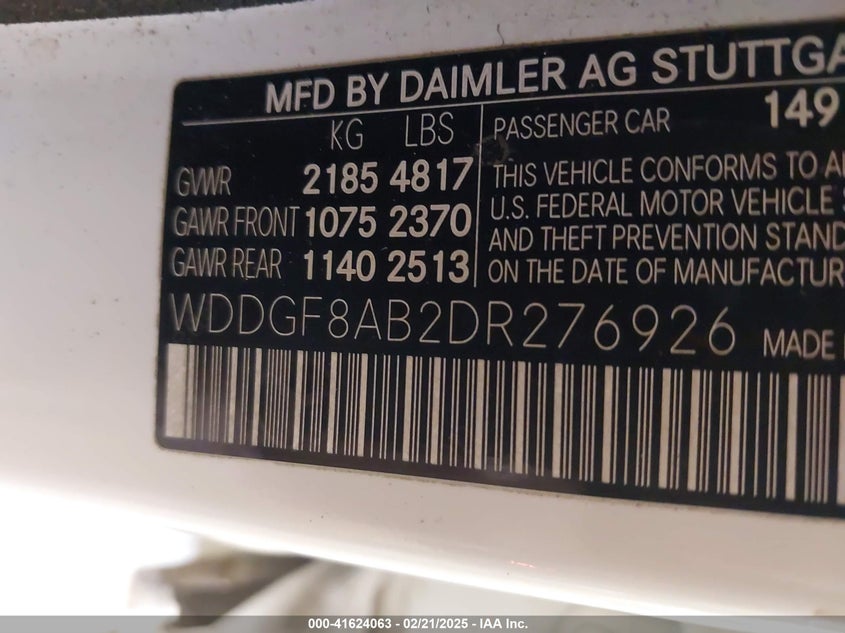 MFD BY DAIMLER AG STUTTGA
KG LBS
GVWR 2185 4817
GAWR FRONT 1075 2370
GAWR REAR 1140 2513
PASSENGER CAR 149
THIS VEHICLE CONFORMS TO A
U.S. FEDERAL MOTOR VEHICLE S
AND THEFT PREVENTION STAND
ON THE DATE OF MANUFACTUR
WDDGF8AB2DR276926 MADE
000-41624063 - 02/21/2025 - IAA Inc.